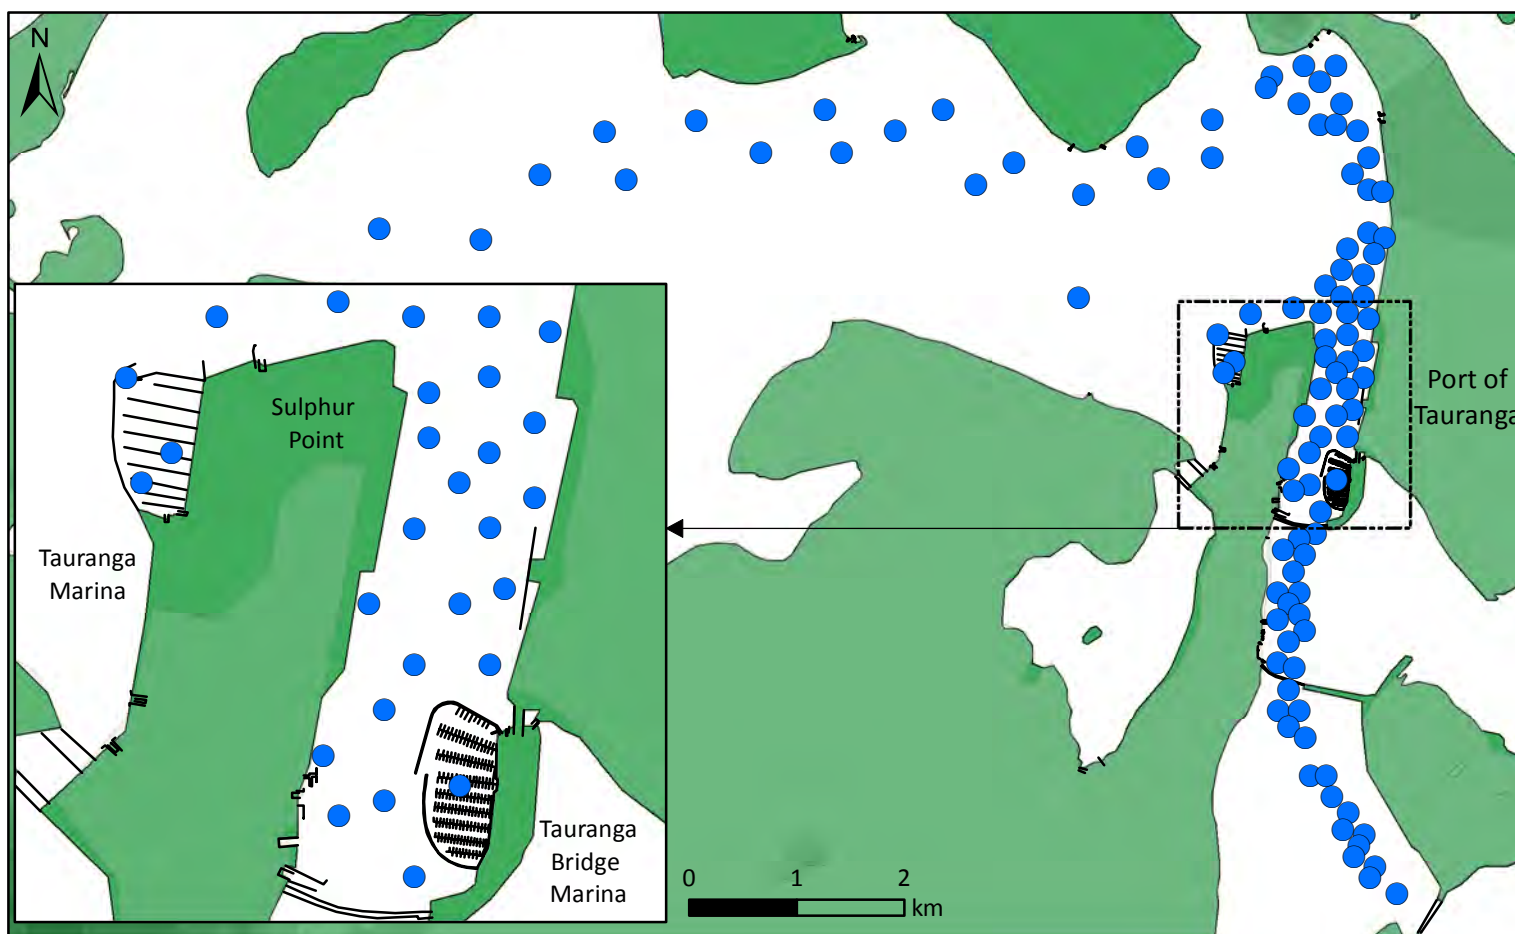 N
Sulphur
Point
Tauranga
Marina
Tauranga
Bridge
Marina
Port of
Tauranga
0 1 2
km